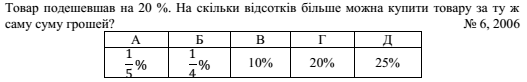 Товар подешевшав на 20 %. На скільки відсотків більше можна купити товару за ту ж
саму суму грошей? № 6, 2006
А Б В Г Д
1/5% 1/4% 10% 20% 25%